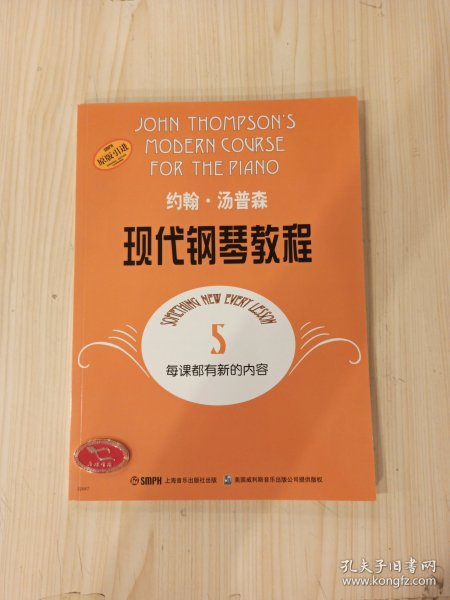 JOHN THOMPSON'S
MODERN COURSE
FOR THE PIANO
SMPH
原版引进
约翰·汤普森
现代钢琴教程
SOMETHING NEW EVERY LESSON
5
每课都有新的内容
SMPH 上海音乐出版社出版 美国威利斯音乐出版公司提供版权
孔夫子旧书网
www.kongfz.com